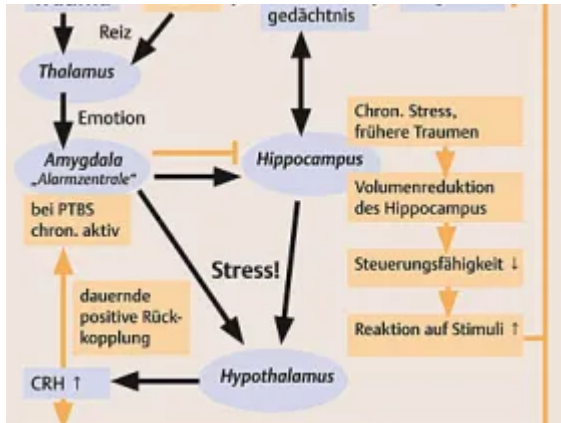 gedächtnis
Reiz
Thalamus
Emotion
Amygdala
„Alarmzentrale"
Hippocampus
Chron. Stress,
frühere Traumen
bei PTBS
chron. aktiv
Volumenreduktion
des Hippocampus
Stress!
Steuerungsfähigkeit ↓
dauernde
positive Rück-
kopplung
Reaktion auf Stimuli ↑
CRH ↑
Hypothalamus